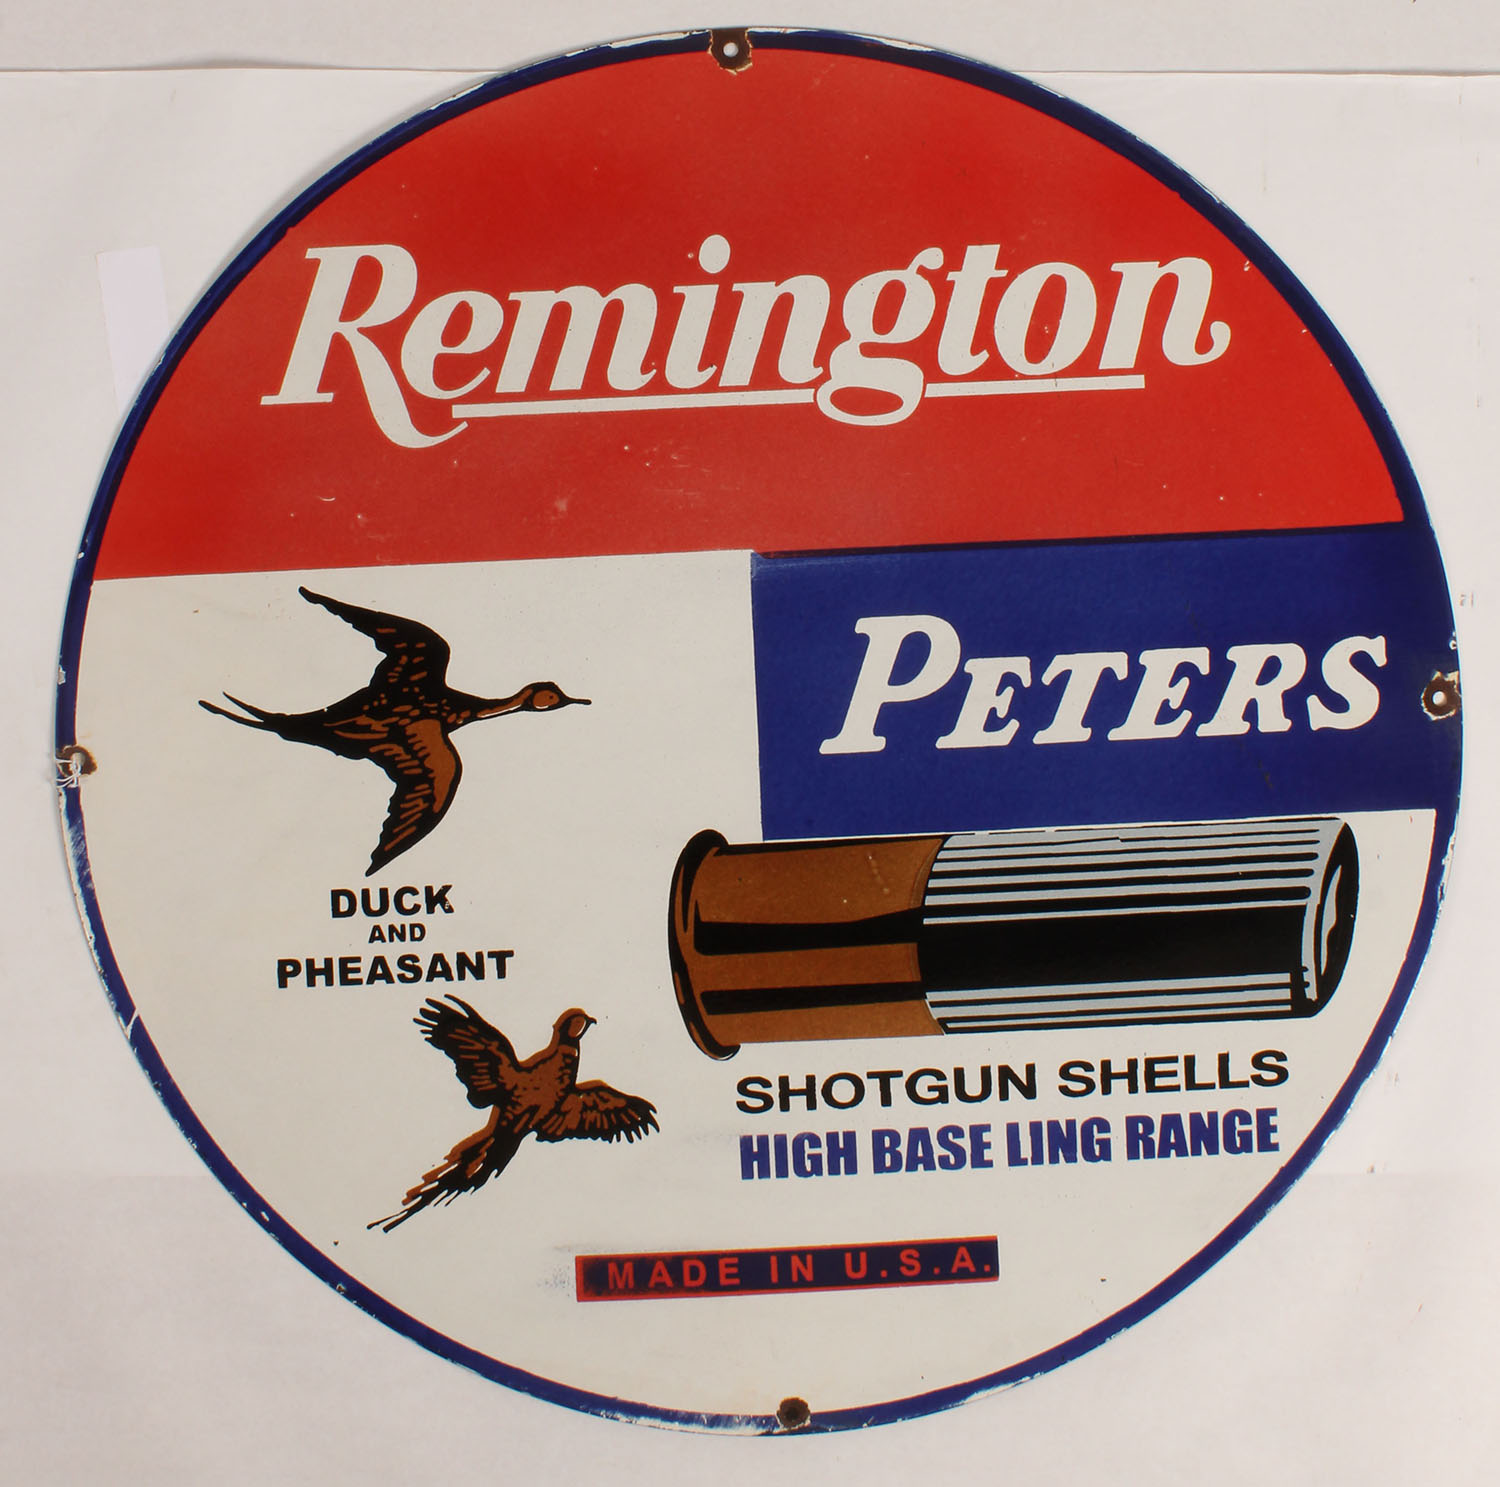 Remington
PETERS
DUCK
AND
PHEASANT
SHOTGUN SHELLS
HIGH BASE LING RANGE
MADE IN U.S.A.